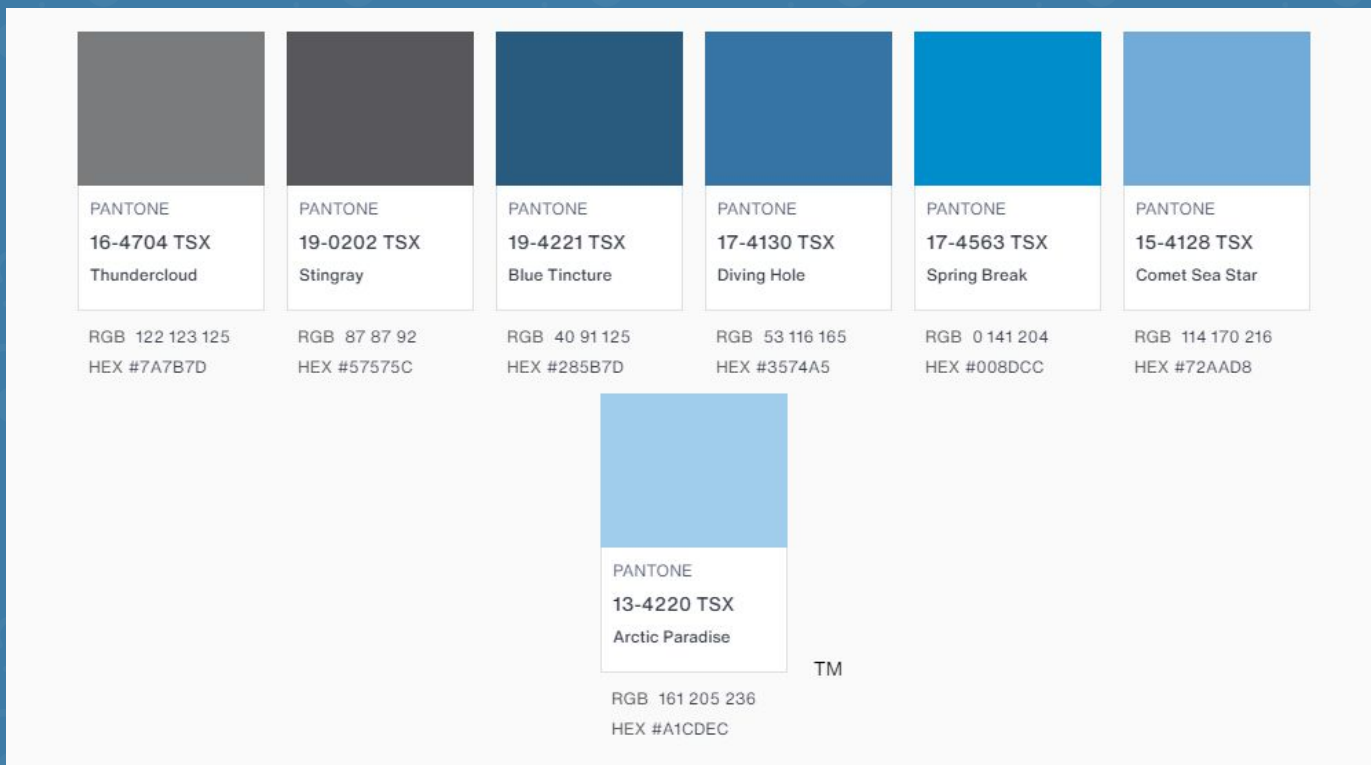 PANTONE
16-4704 TSX
Thundercloud
RGB 122 123 125
HEX #7A7B7D
PANTONE
19-0202 TSX
Stingray
RGB 87 87 92
HEX #57575C
PANTONE
19-4221 TSX
Blue Tincture
RGB 40 91 125
HEX #285B7D
PANTONE
17-4130 TSX
Diving Hole
RGB 53 116 165
HEX #3574A5
PANTONE
17-4563 TSX
Spring Break
RGB 0 141 204
HEX #008DCC
PANTONE
15-4128 TSX
Comet Sea Star
RGB 114 170 216
HEX #72AAD8
PANTONE
13-4220 TSX
Arctic Paradise
RGB 161 205 236
HEX #A1CDEC
TM